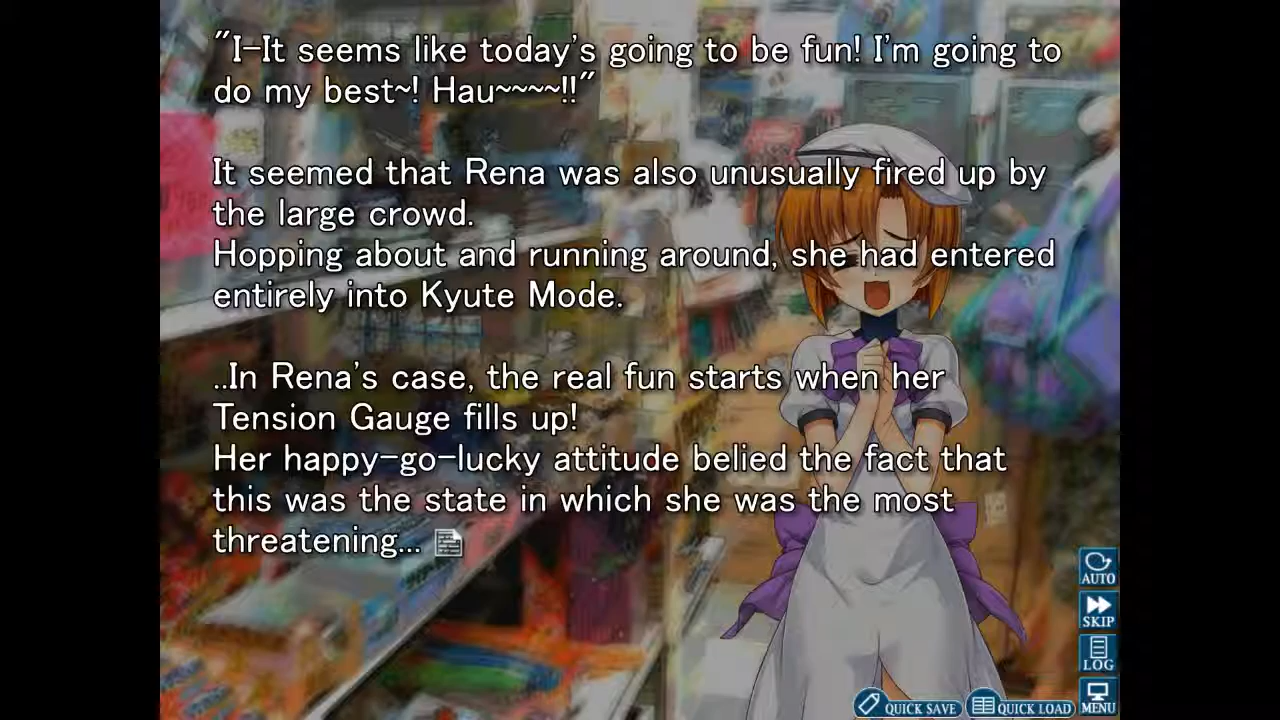 "I-It seems like today's going to be fun! I'm going to
do my best~! Hau~~~~!!"
It seemed that Rena was also unusually fired up by
the large crowd.
Hopping about and running around, she had entered
entirely into Kyute Mode.
..In Rena's case, the real fun starts when her
Tension Gauge fills up!
Her happy-go-lucky attitude belied the fact that
this was the state in which she was the most
threatening...
AUTO
SKIP
LOG
MENU
QUICK SAVE
QUICK LOAD